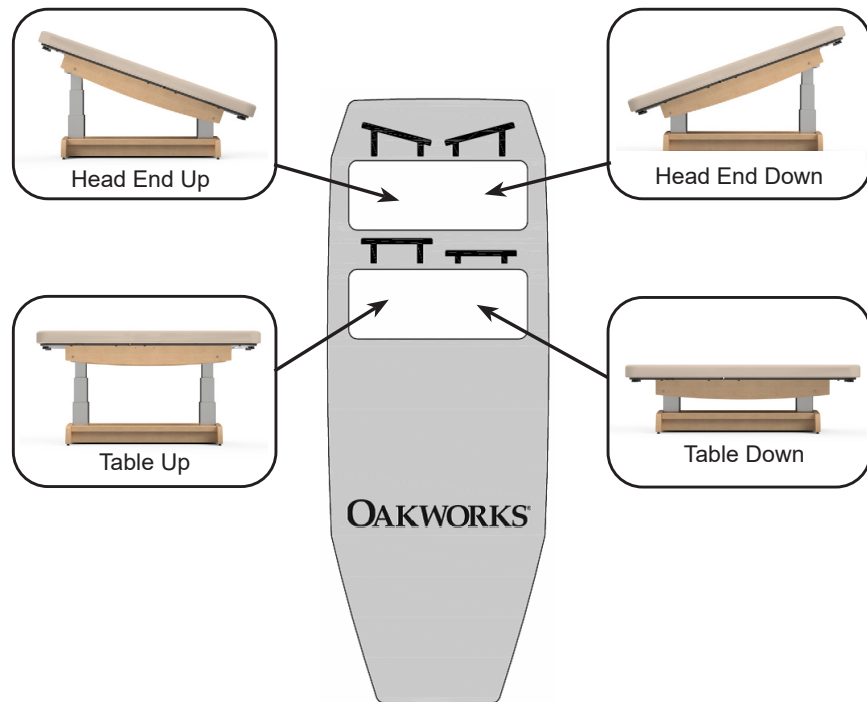 Head End Up
Head End Down
Table Up
Table Down
OAKWORKS®